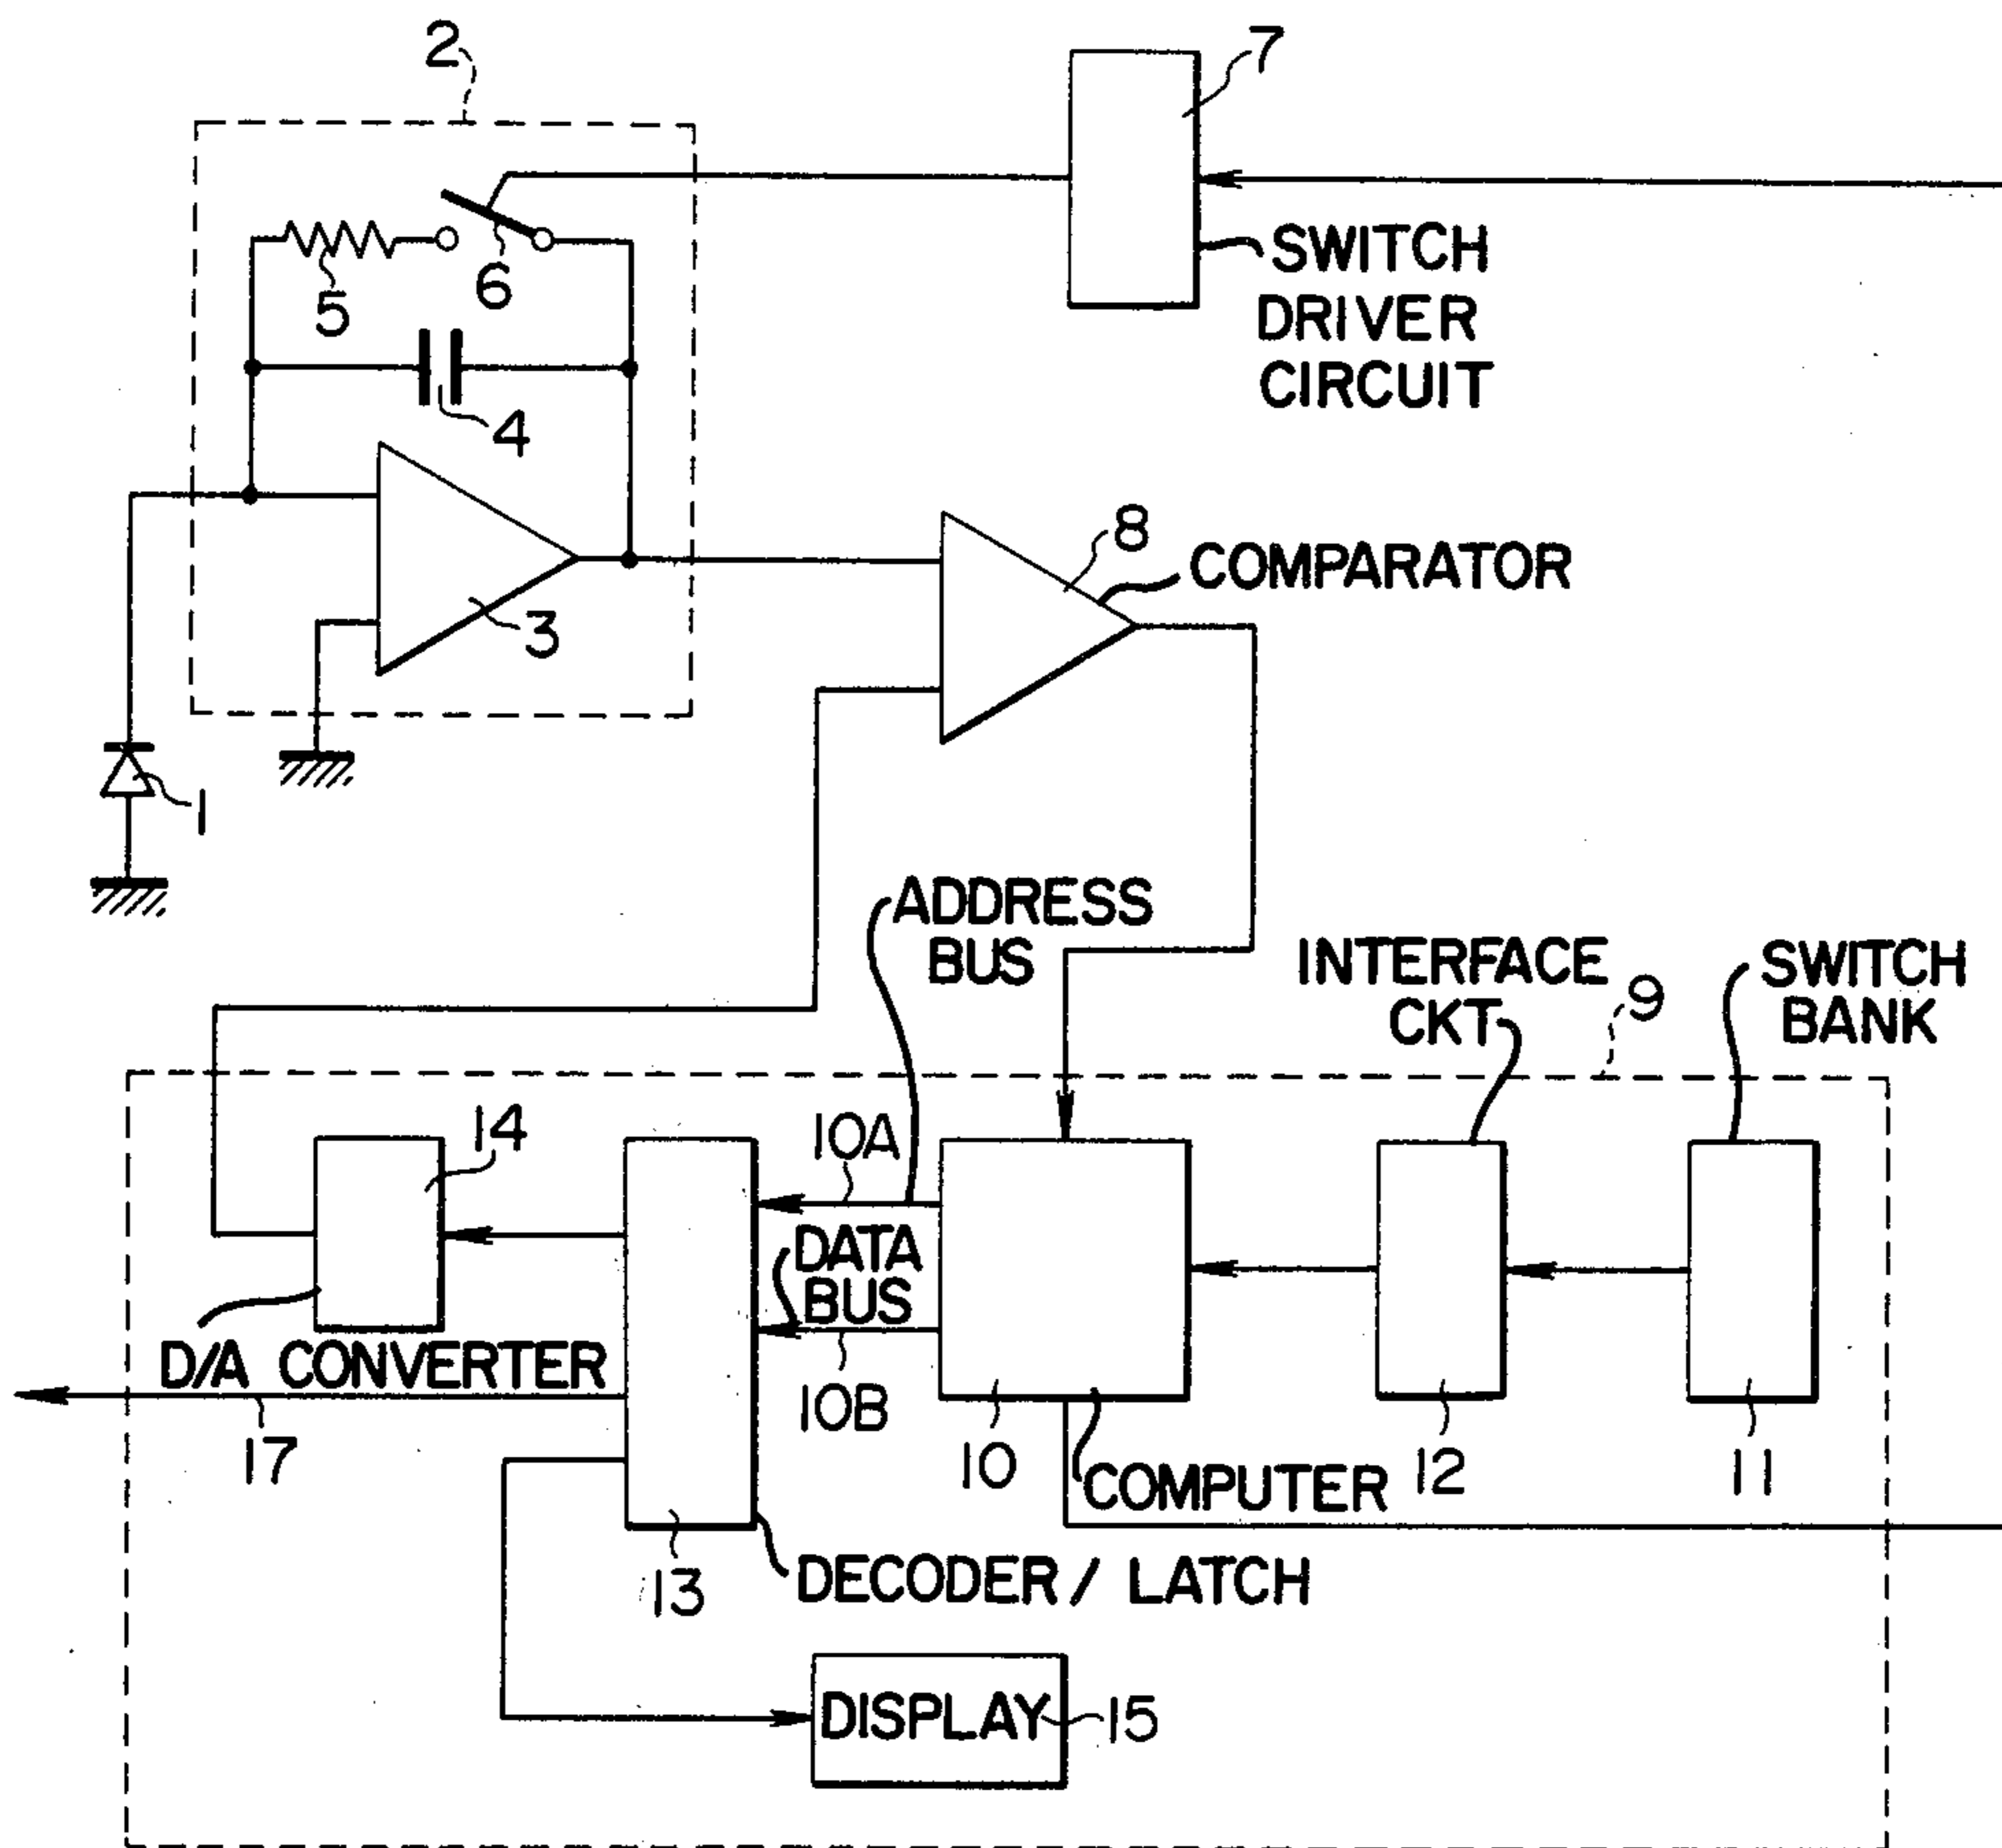 2
7
5
6
SWITCH
DRIVER
CIRCUIT
4
8
COMPARATOR
3
1
ADDRESS
BUS
INTERFACE
CKT
9
SWITCH
BANK
14
10A
DATA
BUS
D/A CONVERTER
10B
17
10
COMPUTER
12
11
13
DECODER / LATCH
DISPLAY
15